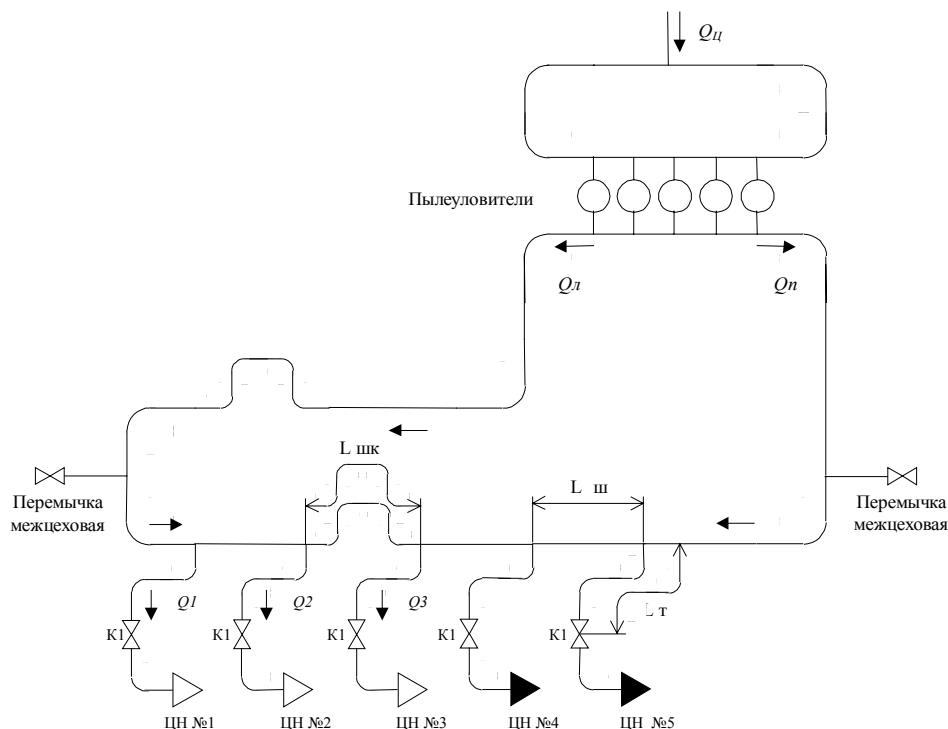 QЦ
Пылеуловители
Qл
Qп
L шк
L ш
Перемычка
межцеховая
Перемычка
межцеховая
Q1
Q2
Q3
L т
К1
К1
К1
К1
К1
ЦН №1
ЦН №2
ЦН №3
ЦН №4
ЦН №5